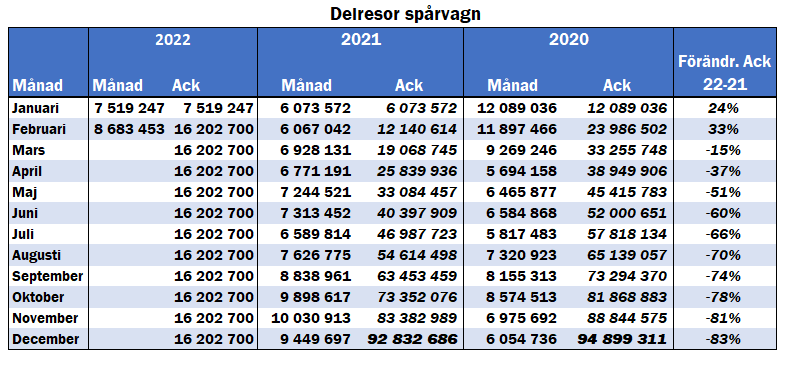 Delresor spårvagn
2022 2021 2020
Förändr. Ack
Månad Månad Ack Månad Ack Månad Ack 22-21
Januari 7 519 247 7 519 247 6 073 572 6 073 572 12 089 036 12 089 036 24%
Februari 8 683 453 16 202 700 6 067 042 12 140 614 11 897 466 23 986 502 33%
Mars 16 202 700 6 928 131 19 068 745 9 269 246 33 255 748 -15%
April 16 202 700 6 771 191 25 839 936 5 694 158 38 949 906 -37%
Maj 16 202 700 7 244 521 33 084 457 6 465 877 45 415 783 -51%
Juni 16 202 700 7 313 452 40 397 909 6 584 868 52 000 651 -60%
Juli 16 202 700 6 589 814 46 987 723 5 817 483 57 818 134 -66%
Augusti 16 202 700 7 626 775 54 614 498 7 320 923 65 139 057 -70%
September 16 202 700 8 838 961 63 453 459 8 155 313 73 294 370 -74%
Oktober 16 202 700 9 898 617 73 352 076 8 574 513 81 868 883 -78%
November 16 202 700 10 030 913 83 382 989 6 975 692 88 844 575 -81%
December 16 202 700 9 449 697 92 832 686 6 054 736 94 899 311 -83%